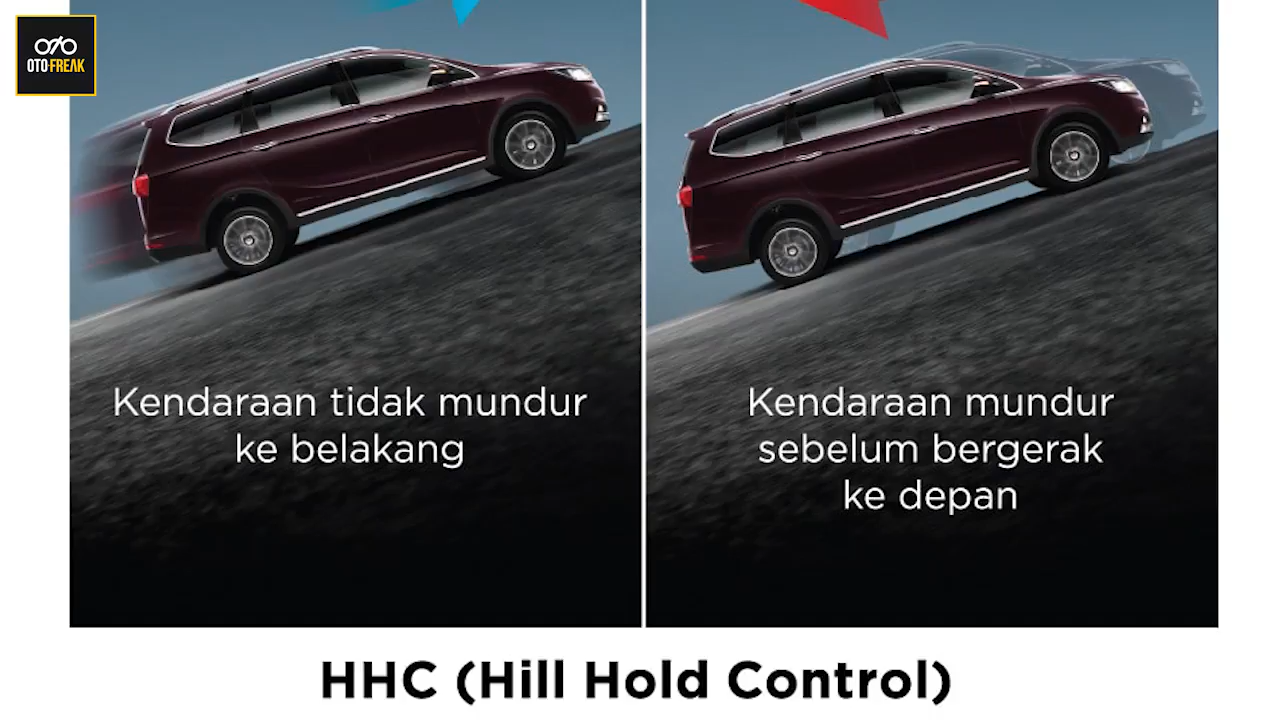 OTO-FREAK
Kendaraan tidak mundur
ke belakang
Kendaraan mundur
sebelum bergerak
ke depan
HHC (Hill Hold Control)